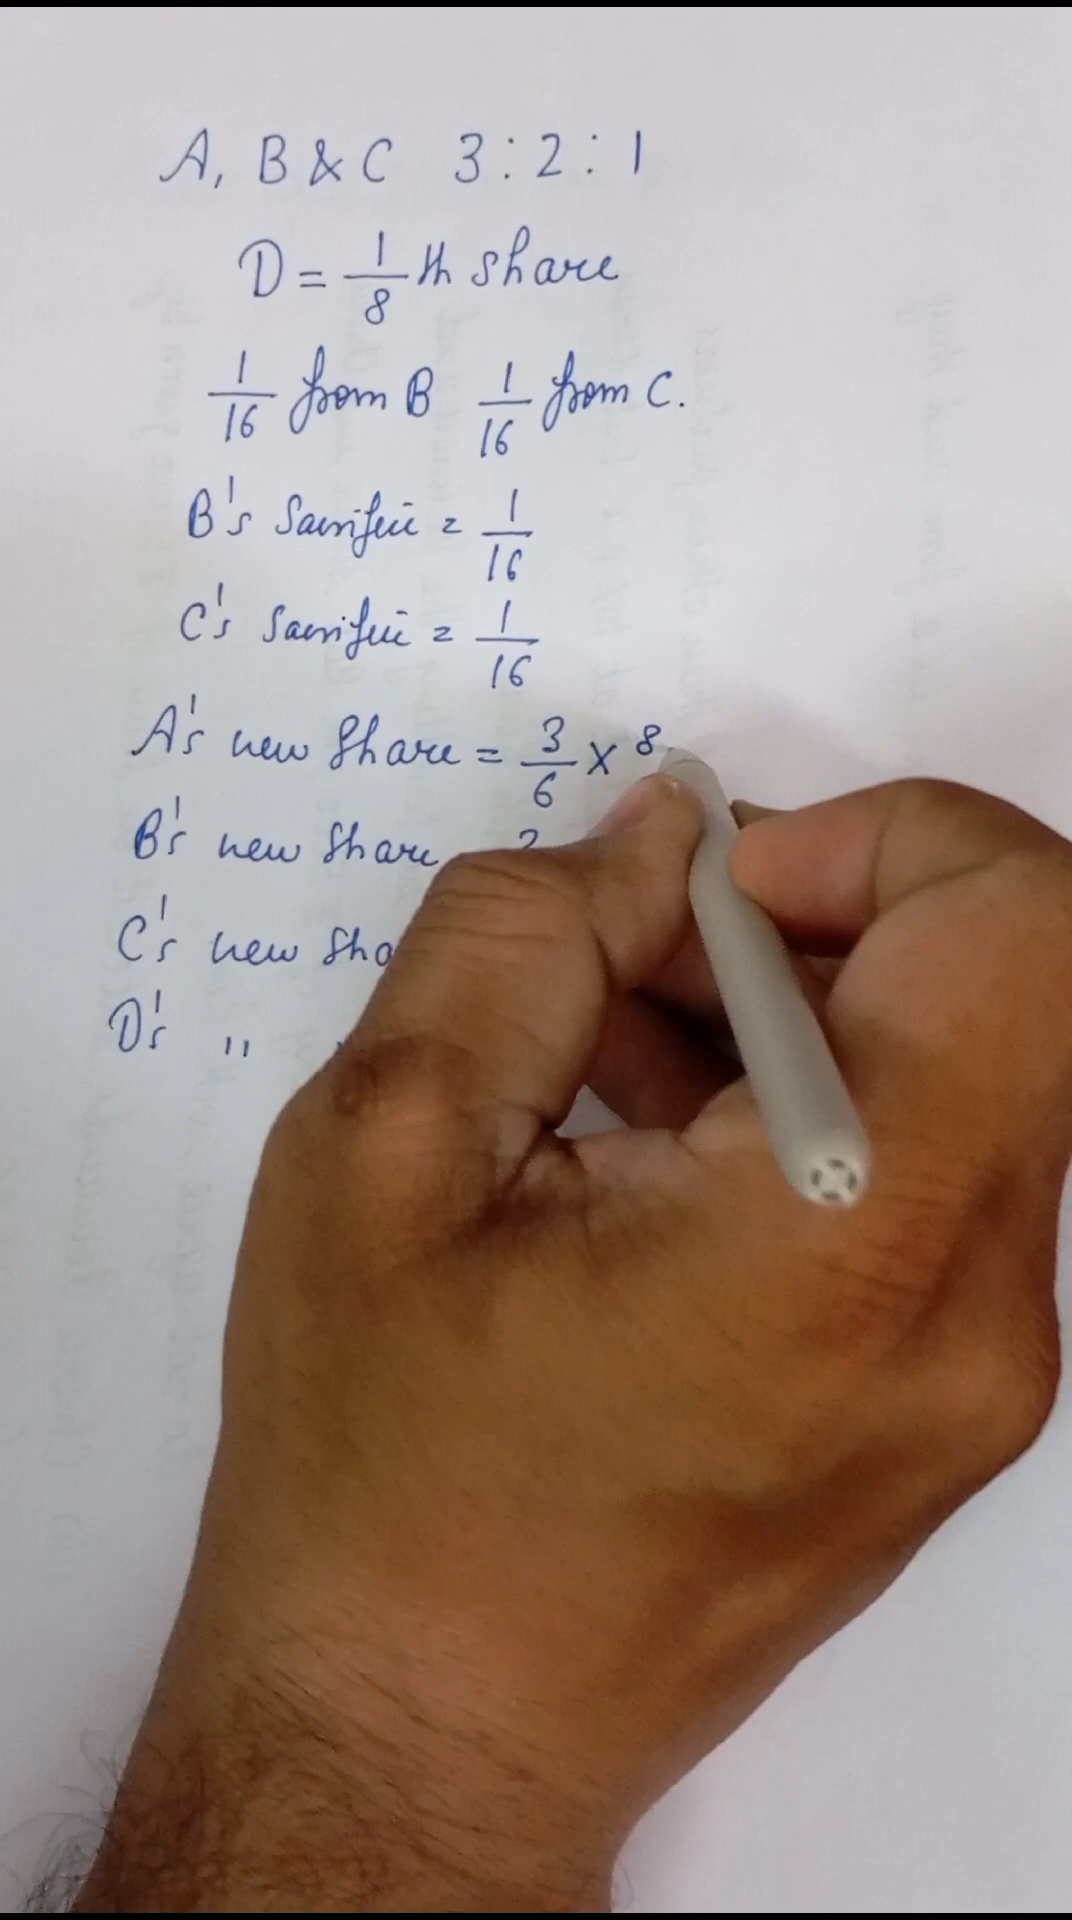 A, B & C 3 : 2 : 1
D = 1/8 th share
1/16 from B 1/16 from C.
B's Sacrifice = 1/16
C's Sacrifice = 1/16
A's new Share = 3/6 × 8
B's new Share
C's new Sha
D's " "